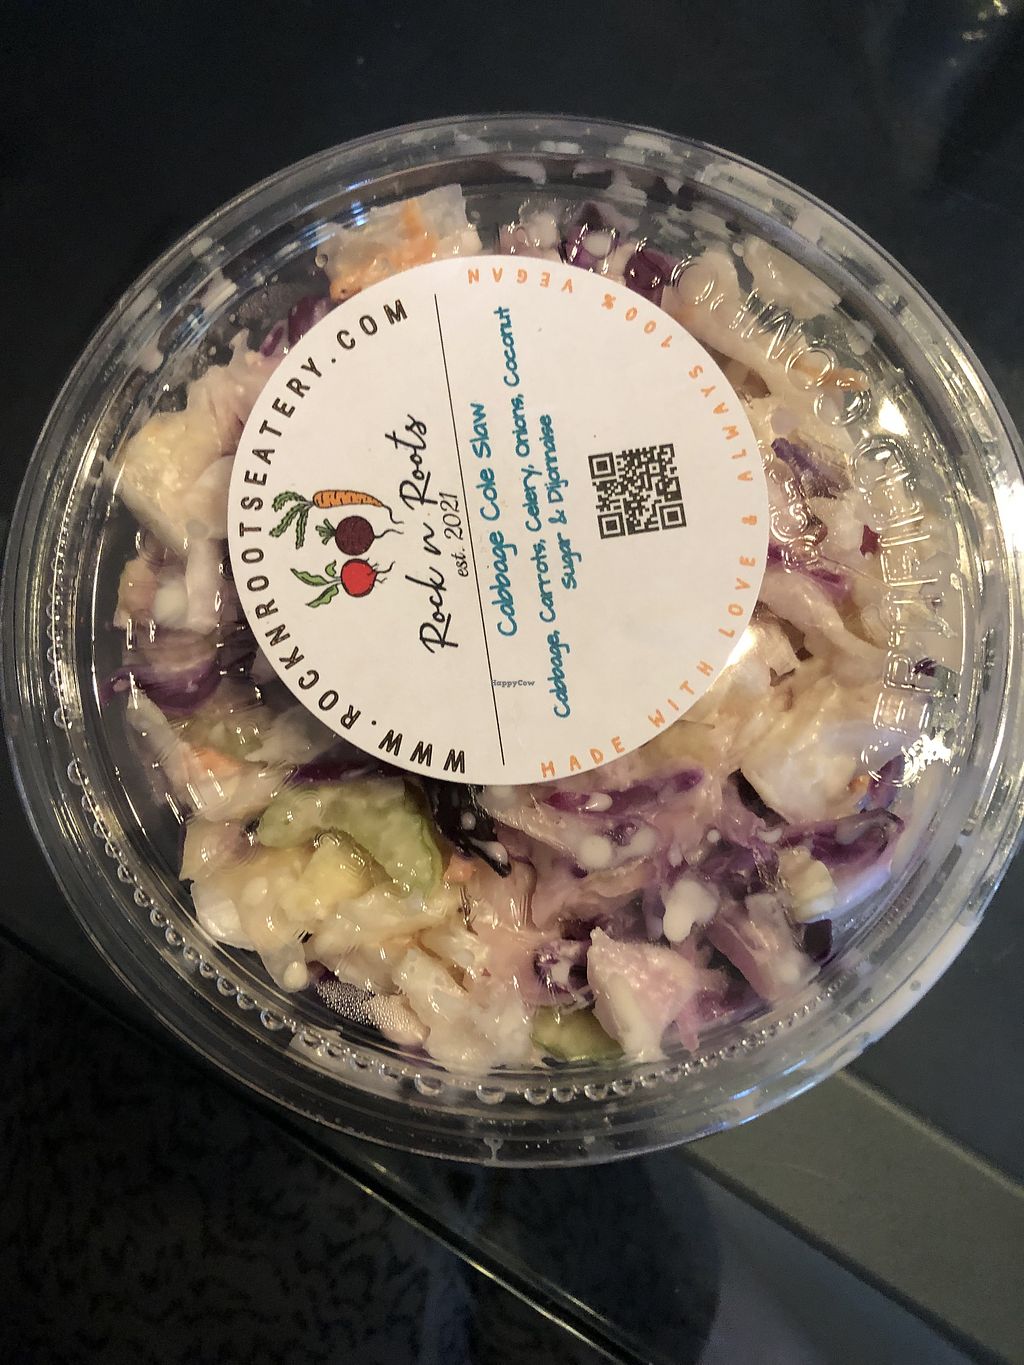 WWW.ROCKNROOTSEATERY.COM
Rock n Roots
est. 2021
Cabbage Cole Slaw
Cabbage, Carrots, Celery, Onions, Coconut
sugar & Dijonnaise
MADE WITH LOVE & ALWAYS 100% VEGAN
HappyCow